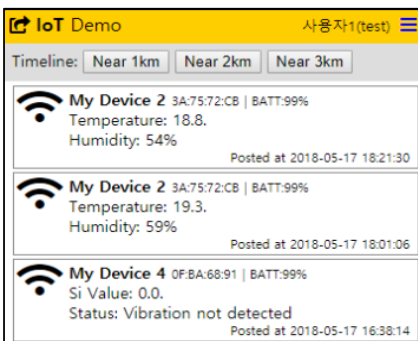 IoT Demo 사용자1(test)
Timeline: Near 1km Near 2km Near 3km
My Device 2 3A:75:72:CB | BATT:99%
Temperature: 18.8.
Humidity: 54%
Posted at 2018-05-17 18:21:30
My Device 2 3A:75:72:CB | BATT:99%
Temperature: 19.3.
Humidity: 59%
Posted at 2018-05-17 18:01:06
My Device 4 0F:BA:68:91 | BATT:99%
Si Value: 0.0.
Status: Vibration not detected
Posted at 2018-05-17 16:38:14